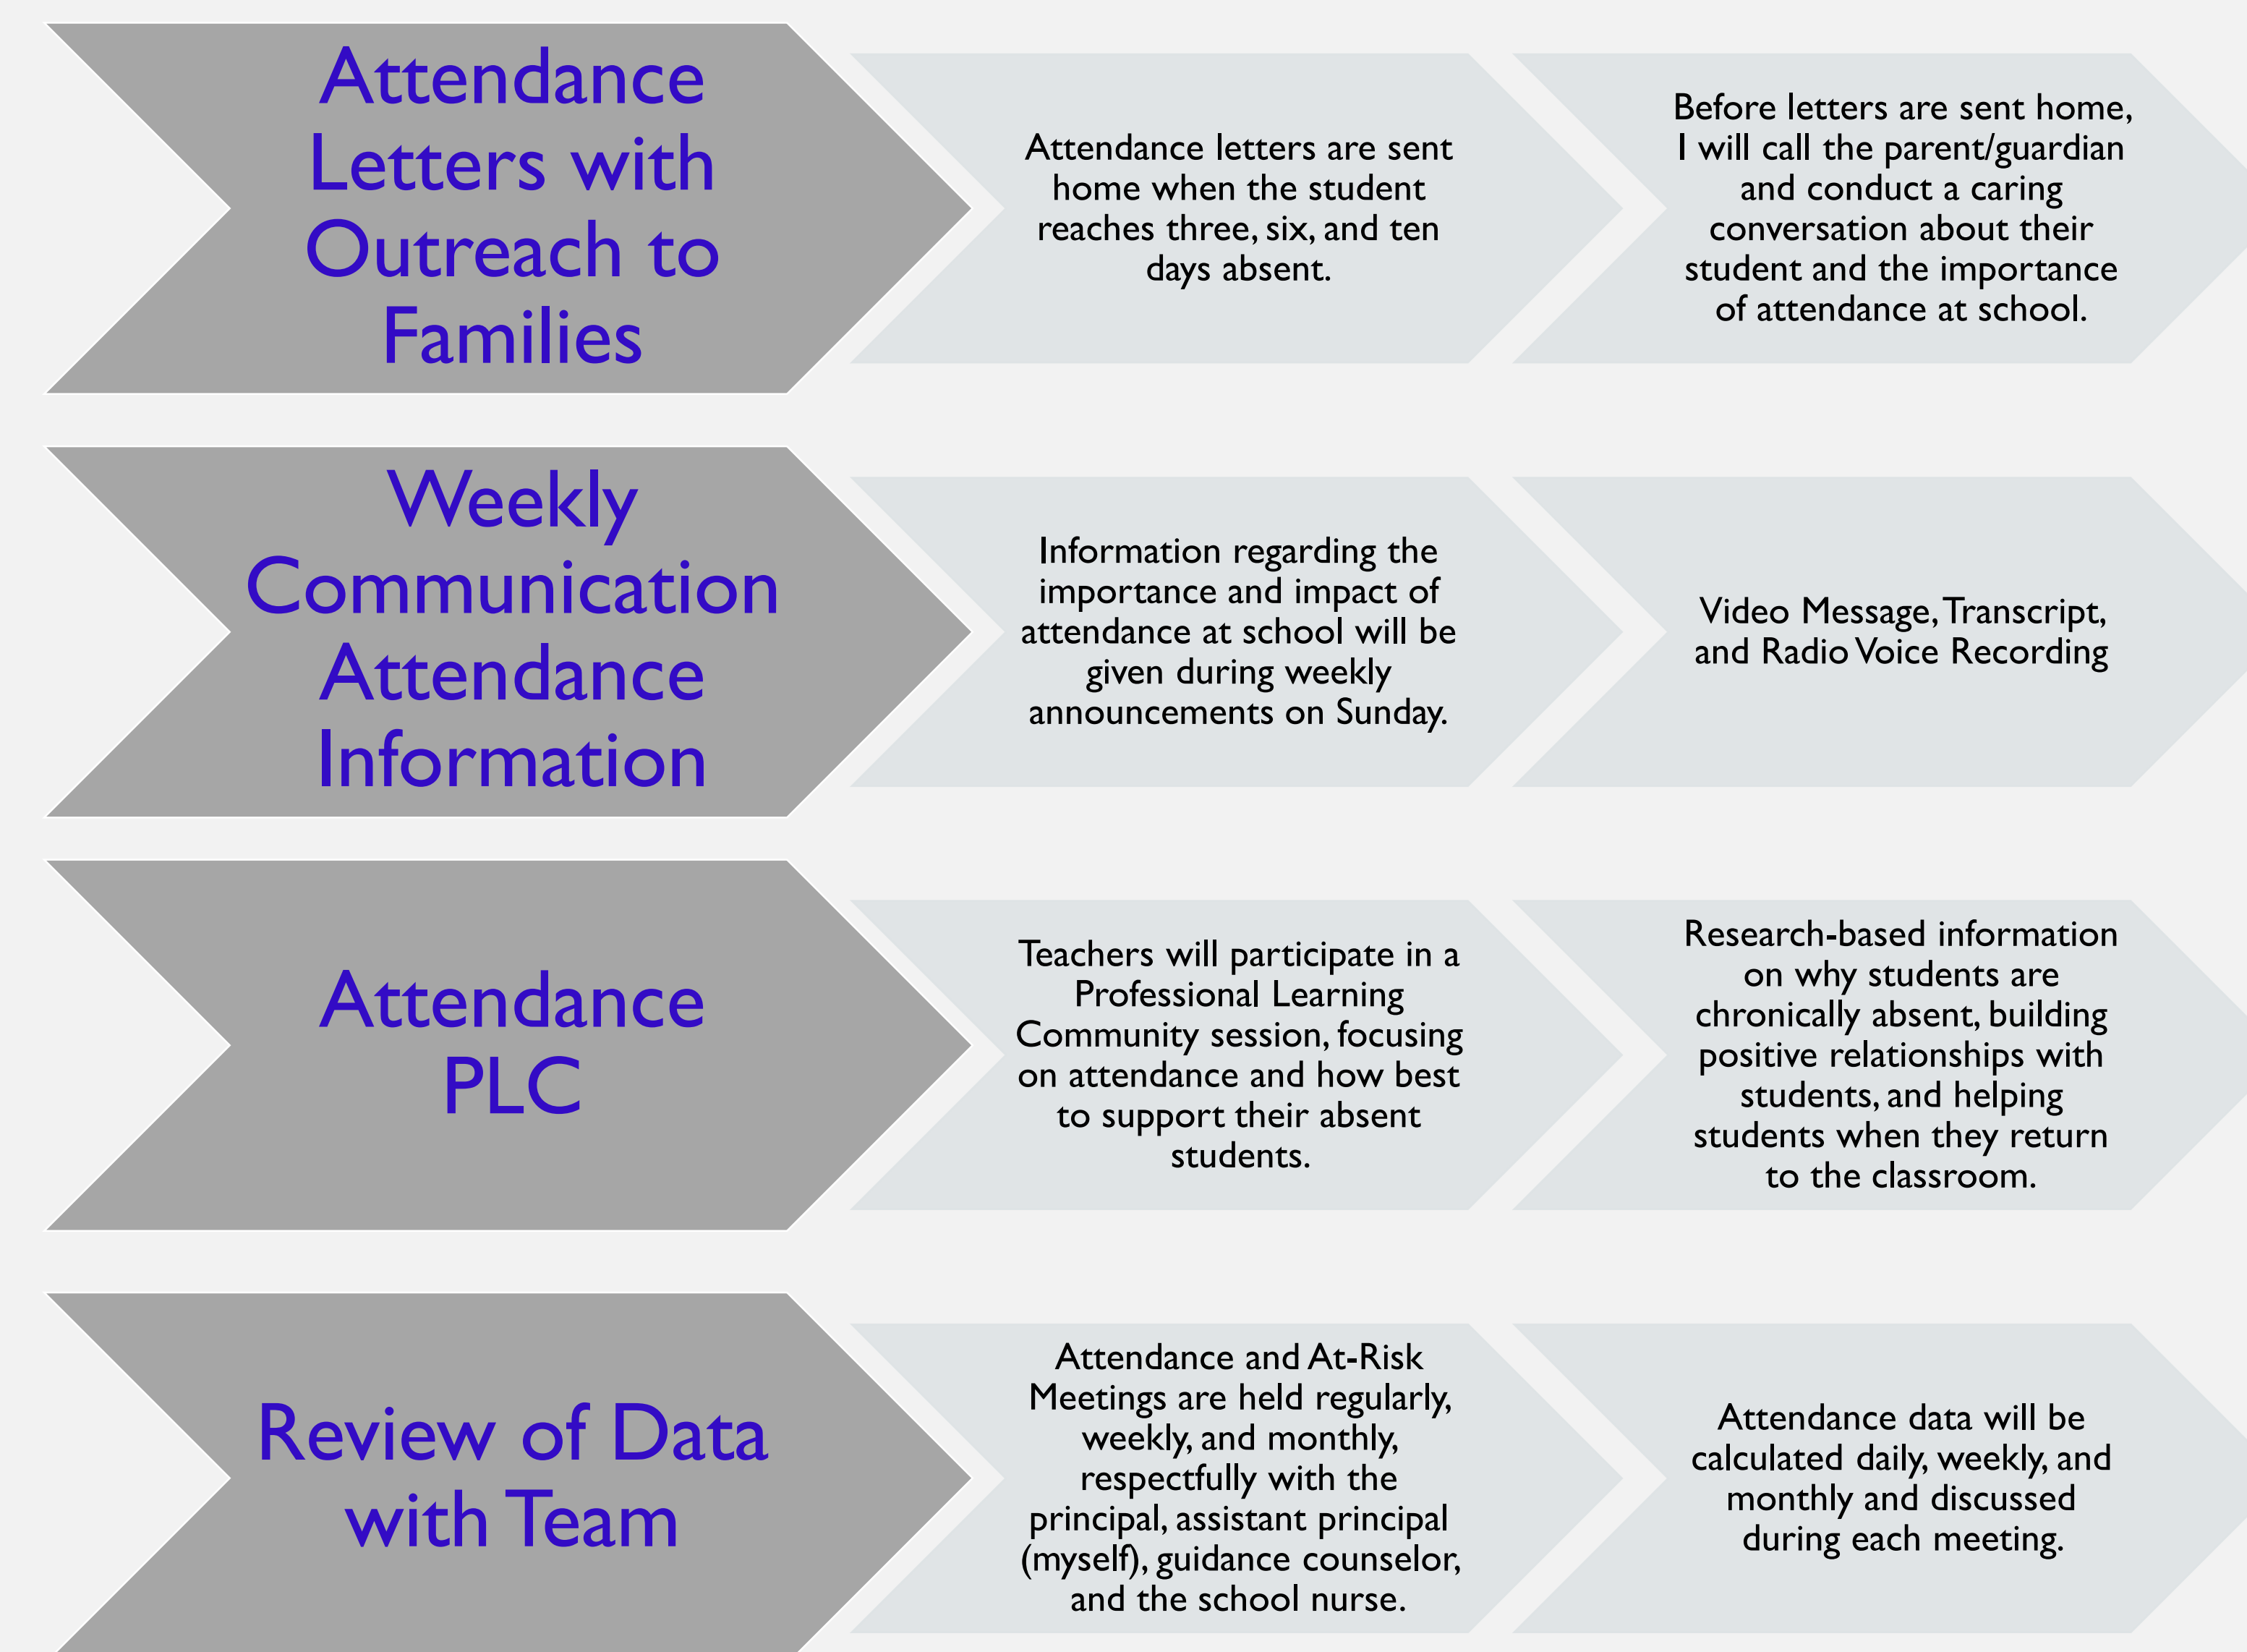 Attendance
Letters with
Outreach to
Families
Attendance letters are sent
home when the student
reaches three, six, and ten
days absent.
Before letters are sent home,
I will call the parent/guardian
and conduct a caring
conversation about their
student and the importance
of attendance at school.
Weekly
Communication
Attendance
Information
Information regarding the
importance and impact of
attendance at school will be
given during weekly
announcements on Sunday.
Video Message, Transcript,
and Radio Voice Recording
Attendance
PLC
Teachers will participate in a
Professional Learning
Community session, focusing
on attendance and how best
to support their absent
students.
Research-based information
on why students are
chronically absent, building
positive relationships with
students, and helping
students when they return
to the classroom.
Review of Data
with Team
Attendance and At-Risk
Meetings are held regularly,
weekly, and monthly,
respectfully with the
principal, assistant principal
(myself), guidance counselor,
and the school nurse.
Attendance data will be
calculated daily, weekly, and
monthly and discussed
during each meeting.